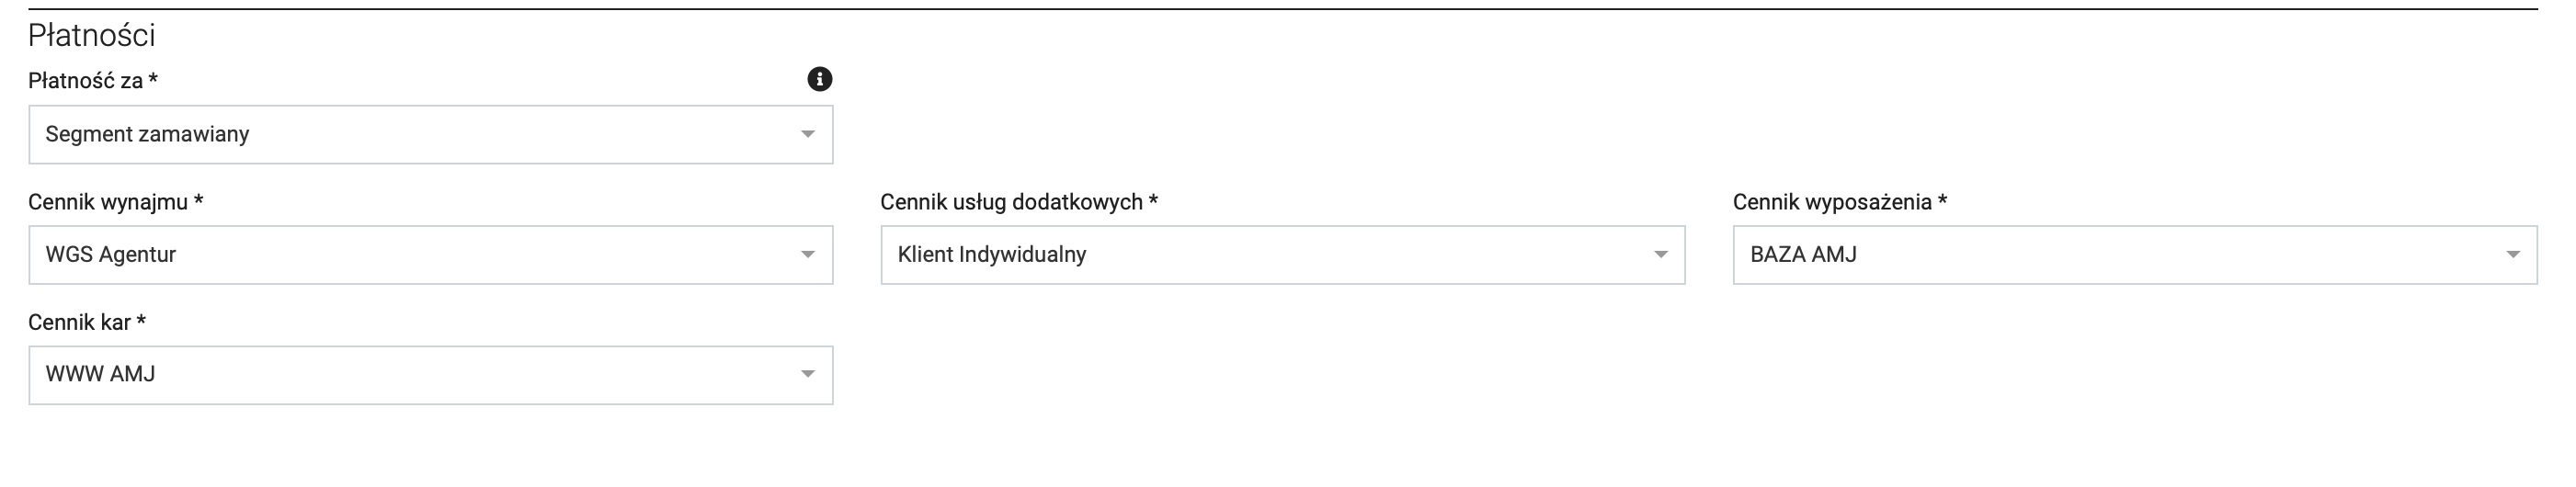 Płatności
Płatność za *
Segment zamawiany
Cennik wynajmu *
Cennik usług dodatkowych *
Cennik wyposażenia *
WGS Agentur
Klient Indywidualny
BAZA AMJ
Cennik kar *
WWW AMJ